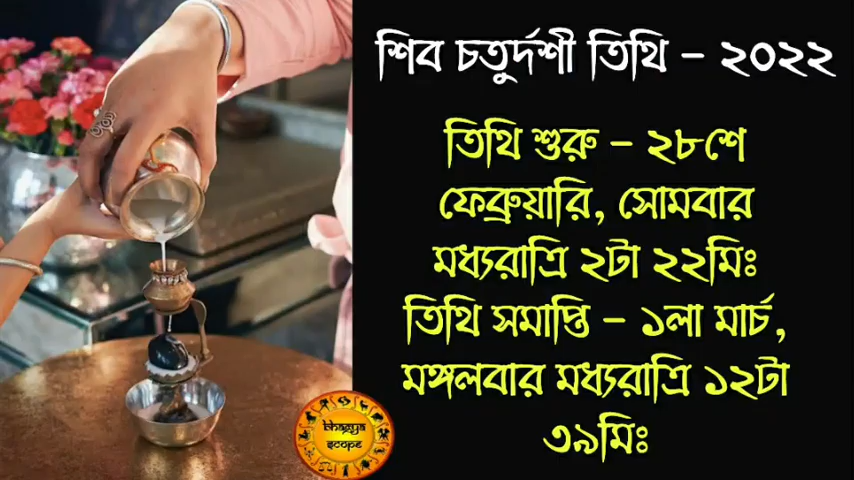 শিব চতুর্দশী তিথি – ২০২২
তিথি শুরু – ২৮শে
ফেব্রুয়ারি, সোমবার
মধ্যরাত্রি ২টা ২২মিঃ
তিথি সমাপ্তি – ১লা মার্চ,
মঙ্গলবার মধ্যরাত্রি ১২টা
৩৯মিঃ
bhagya
scope